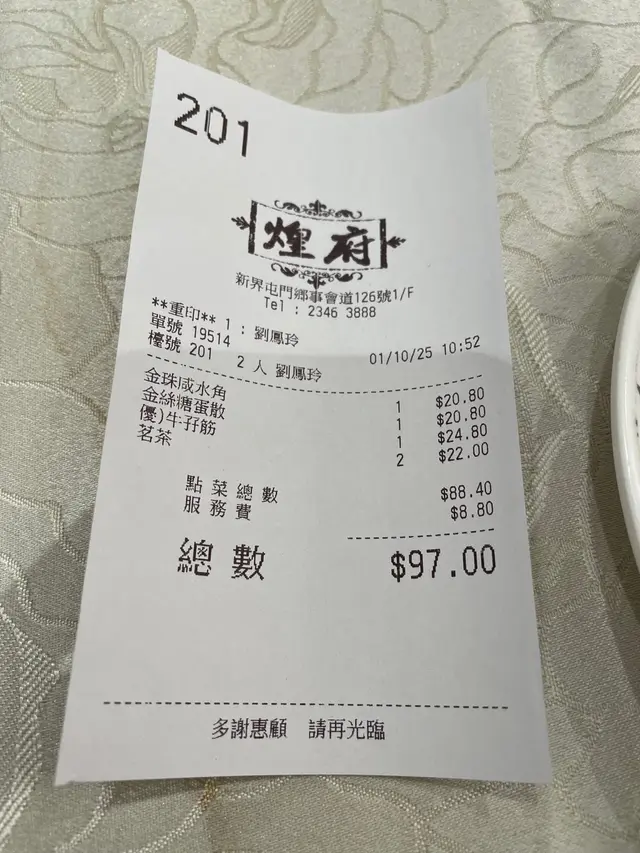 201
煌府
新界屯門鄉事會道126號1/F
Tel : 2346 3888
**重印** 1 : 劉鳳玲
單號 19514
檯號 201 2 人 劉鳳玲 01/10/25 10:52
金珠咸水角 1 $20.80
金絲糖蛋散 1 $20.80
優)牛孖筋 1 $24.80
茗茶 2 $22.00
點菜總數 $88.40
服務費 $8.80
總數 $97.00
多謝惠顧 請再光臨